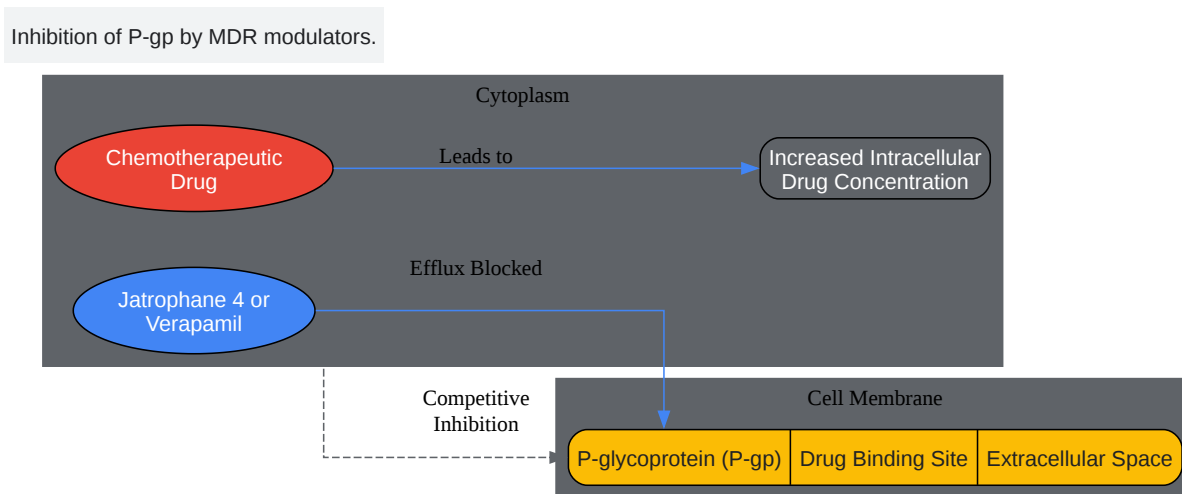 Inhibition of P-gp by MDR modulators.
Cytoplasm
Chemotherapeutic
Drug
Leads to
Increased Intracellular
Drug Concentration
Efflux Blocked
Jatrophane 4 or
Verapamil
Competitive
Inhibition
Cell Membrane
P-glycoprotein (P-gp)
Drug Binding Site
Extracellular Space